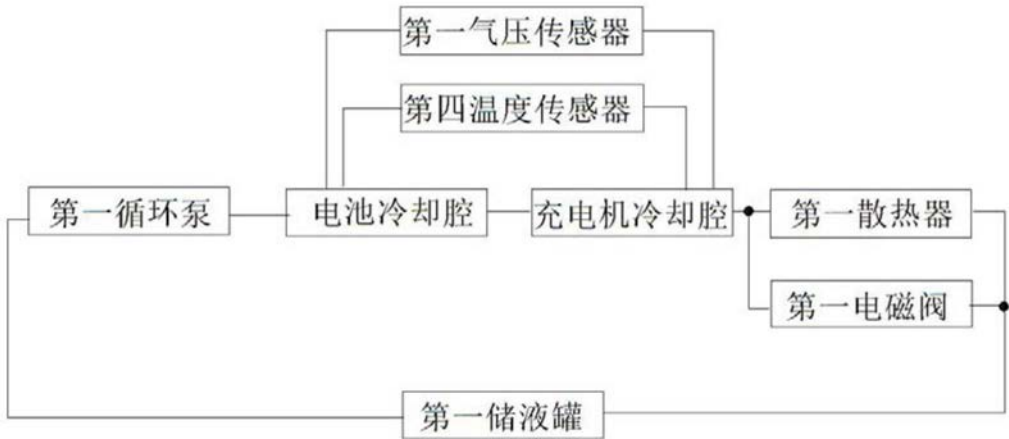 第一气压传感器
第四温度传感器
第一循环泵
电池冷却腔
充电机冷却腔
第一散热器
第一电磁阀
第一储液罐